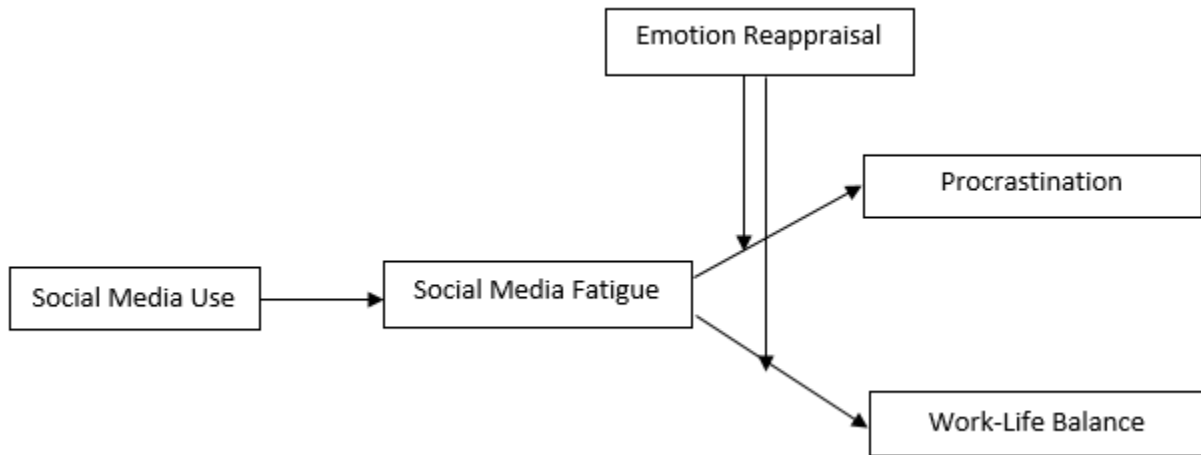 Emotion Reappraisal
Procrastination
Social Media Use
Social Media Fatigue
Work-Life Balance